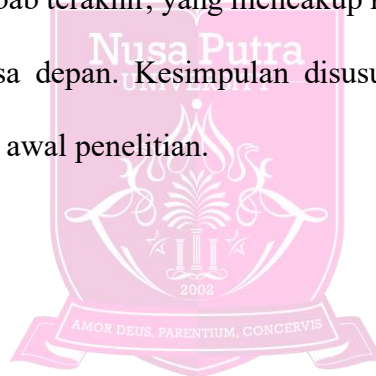 bab terakhir, yang mencakup
Nusa Putra
UNIVERSITY
sa depan. Kesimpulan disusu
awal penelitian.
2002
AMOR DEUS, PARENTIUM, CONCERVIS